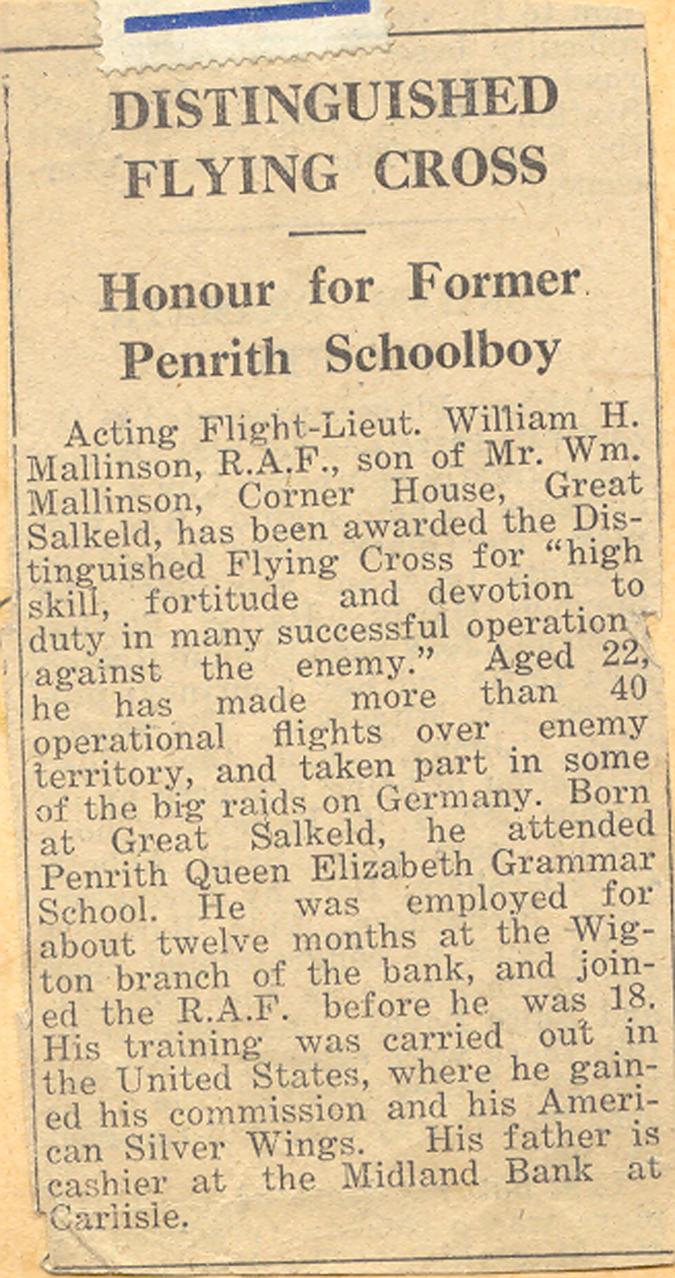 DISTINGUISHED
FLYING CROSS
Honour for Former
Penrith Schoolboy
Acting Flight-Lieut. William H.
Mallinson, R.A.F., son of Mr. Wm.
Mallinson, Corner House, Great
Salkeld, has been awarded the Dis-
tinguished Flying Cross for "high
skill, fortitude and devotion to
duty in many successful operation
against the enemy." Aged 22,
he has made more than 40
operational flights over enemy
territory, and taken part in some
of the big raids on Germany. Born
at Great Salkeld, he attended
Penrith Queen Elizabeth Grammar
School. He was employed for
about twelve months at the Wig-
ton branch of the bank, and join-
ed the R.A.F. before he was 18.
His training was carried out in
the United States, where he gain-
ed his commission and his Ameri-
can Silver Wings. His father is
cashier at the Midland Bank at
Carlisle.